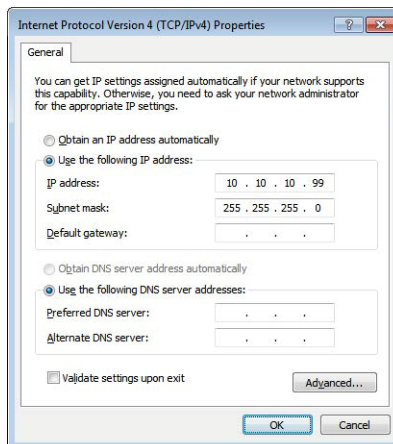 Internet Protocol Version 4 (TCP/IPv4) Properties
General
You can get IP settings assigned automatically if your network supports
this capability. Otherwise, you need to ask your network administrator
for the appropriate IP settings.
Obtain an IP address automatically
Use the following IP address:
IP address: 10 . 10 . 10 . 99
Subnet mask: 255 . 255 . 255 . 0
Default gateway: . . .
Obtain DNS server address automatically
Use the following DNS server addresses:
Preferred DNS server: . . .
Alternate DNS server: . . .
Validate settings upon exit
Advanced...
OK Cancel